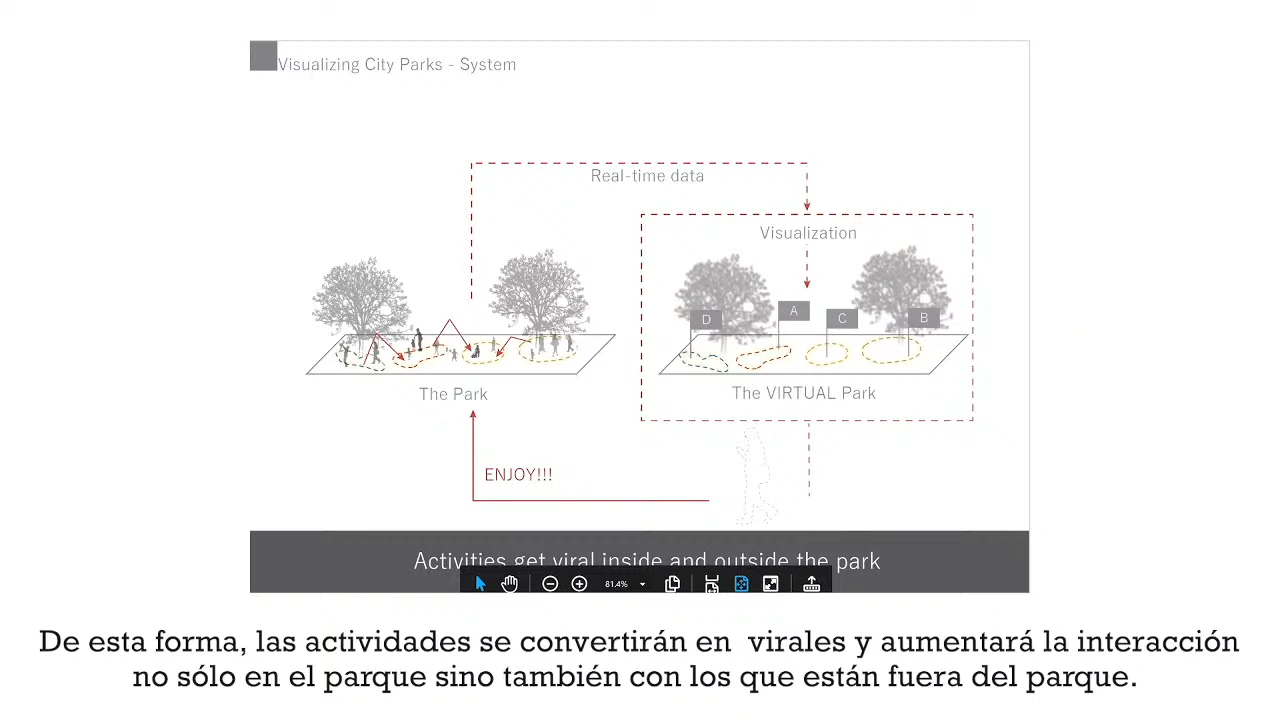 Visualizing City Parks - System
Real-time data
Visualization
D
A
C
B
The Park
The VIRTUAL Park
ENJOY!!!
Activities get viral inside and outside the park
81.4%
De esta forma, las actividades se convertirán en  virales y aumentará la interacción
no sólo en el parque sino también con los que están fuera del parque.